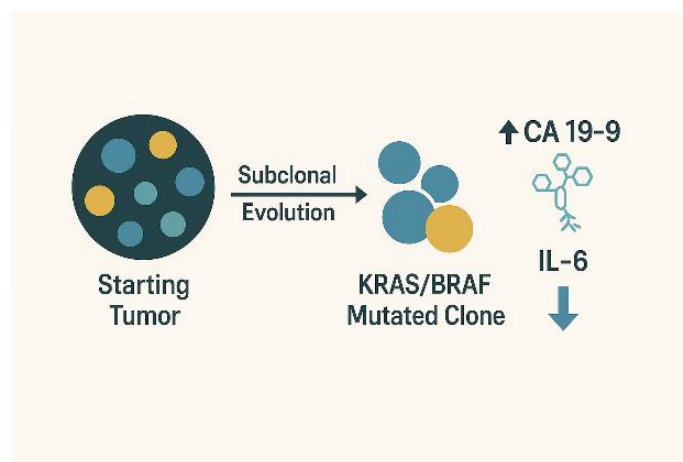 Subclonal
Evolution
Starting
Tumor
KRAS/BRAF
Mutated Clone
↑ CA 19-9
IL-6
↓